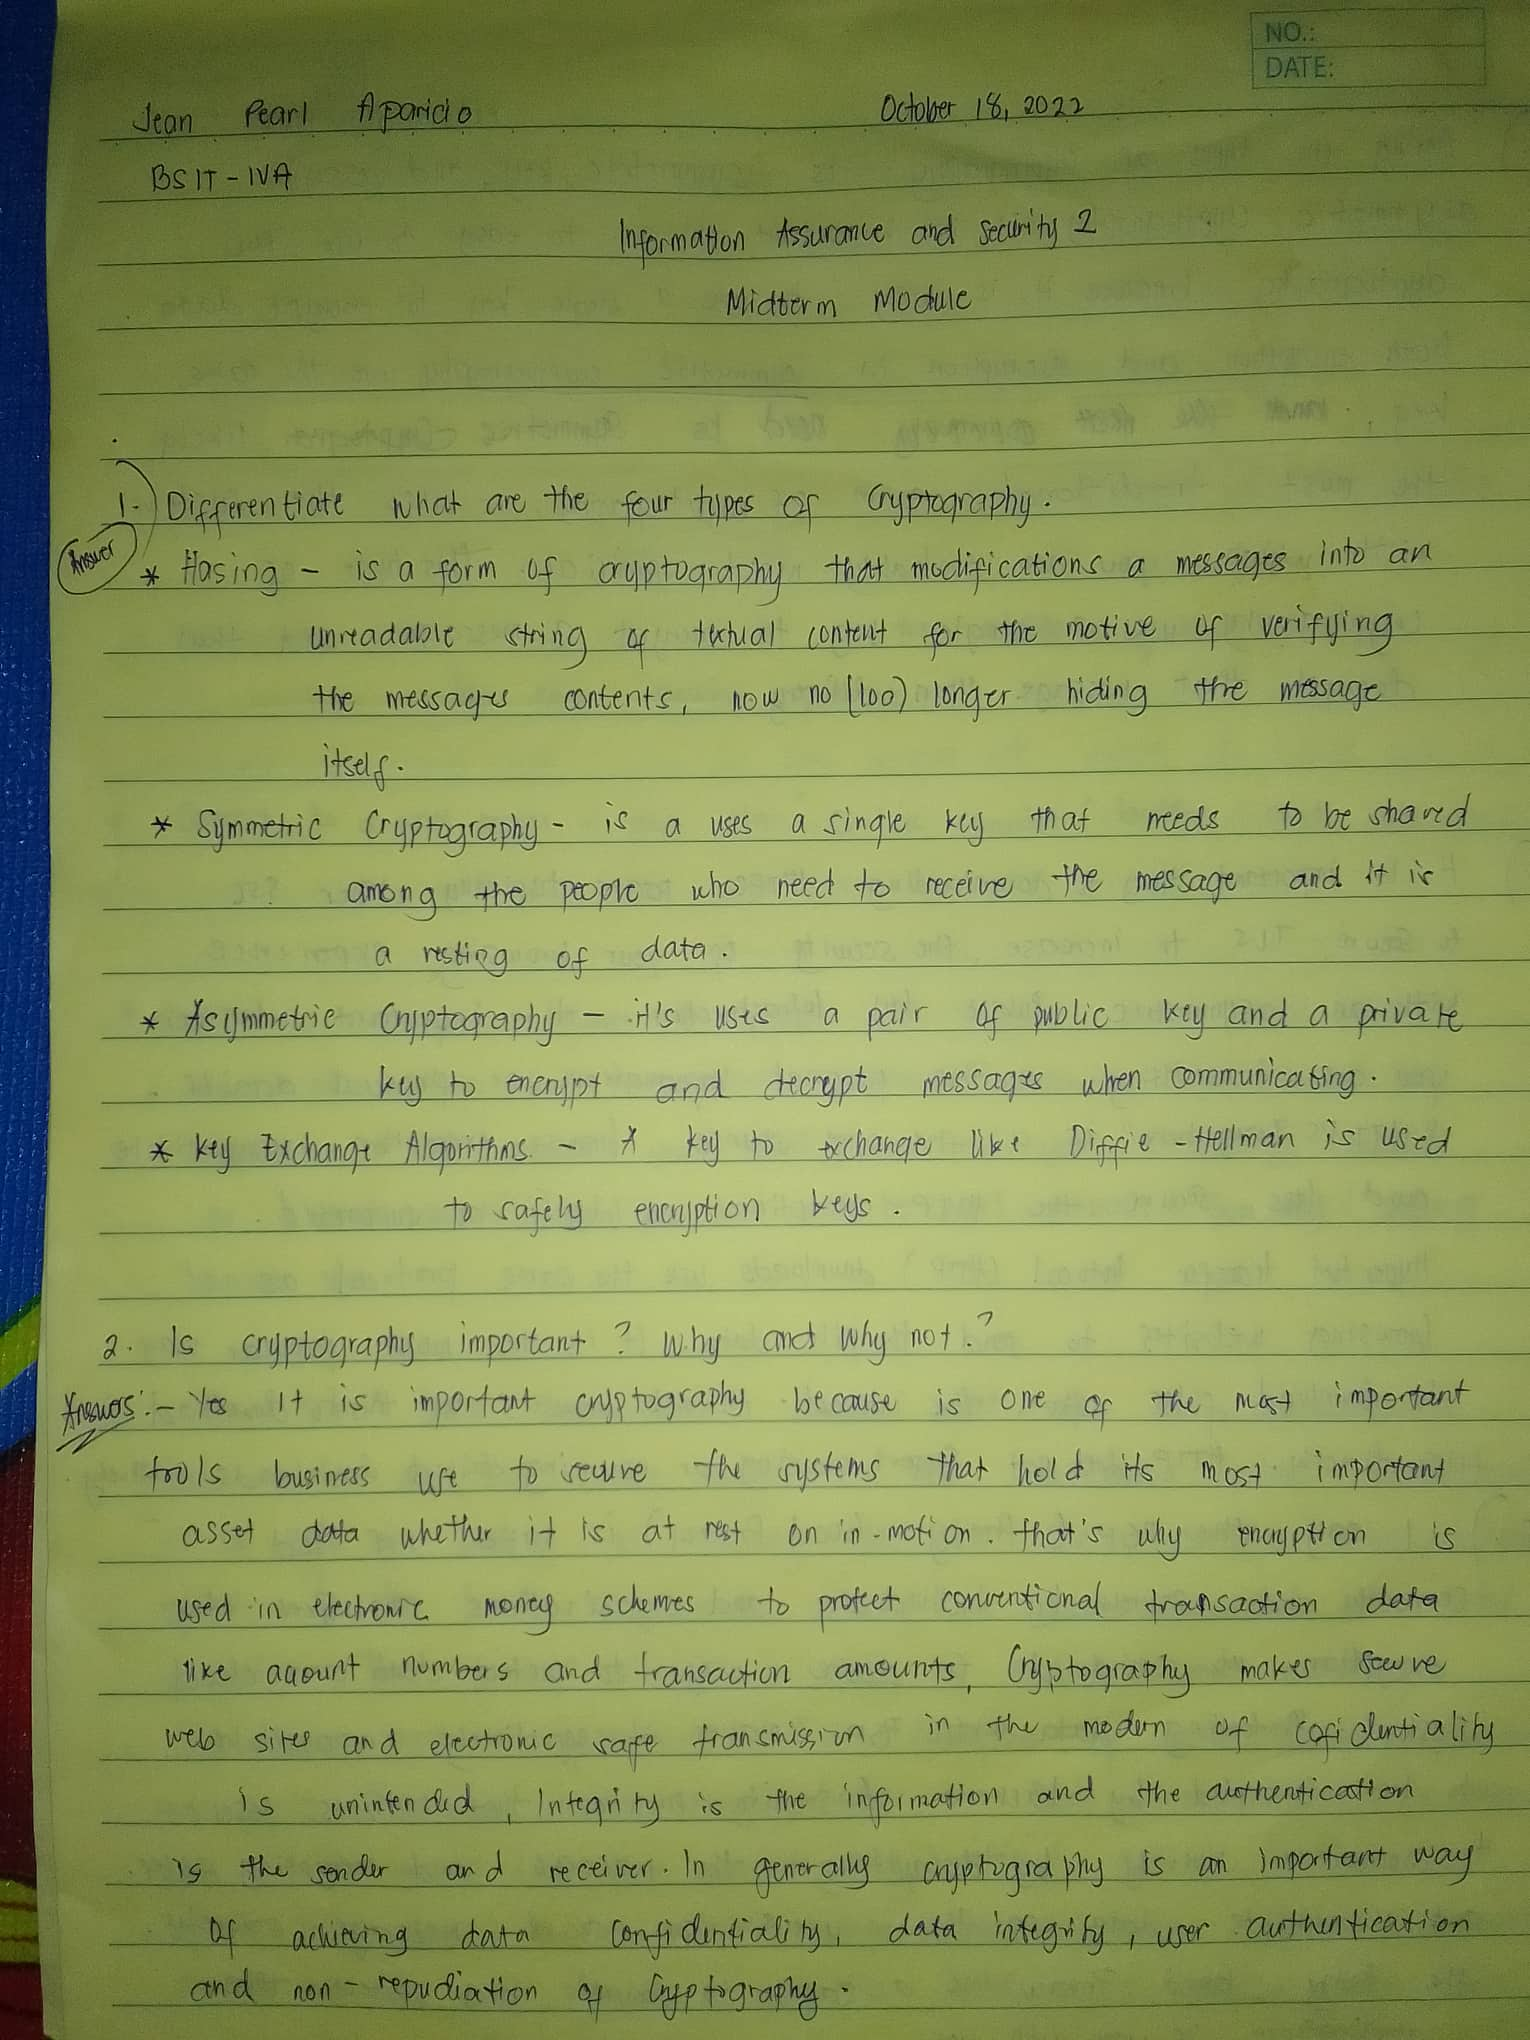 NO.:
DATE:
Jean Pearl Aparicio October 18, 2022
BSIT - IVA
Information Assurance and Security 2
Midterm Module
1. Differentiate what are the four types of Cryptography.
Answer
* Hasing - is a form of cryptography that modifications a messages into an
unreadable string of textual content for the motive of verifying
the messages contents, now no (loo) longer hiding the message
itself.
* Symmetric Cryptography - is a uses a single key that needs to be shared
among the people who need to receive the message and it is
a resting of data.
* Asymmetric Cryptography - it's uses a pair of public key and a private
key to encrypt and decrypt messages when communicating.
* Key Exchange Algorithms - A key to exchange like Diffie - Hellman is used
to safely encryption keys.
2. Is cryptography important? Why and why not.?
Answers: - Yes It is important cryptography because is one of the most important
tools business use to secure the systems that hold its most important
asset data whether it is at rest on in-motion. that's why encryption is
used in electronic money schemes to protect conventional transaction data
like account numbers and transaction amounts, Cryptography makes secure
web sites and electronic safe transmission in the modern of cofidentiality
is unintended, Integrity is the information and the authentication
is the sender and receiver. In generally cryptography is an important way
of achieving data confidentiality, data integrity, user authentication
and non-repudiation of Cryptography.